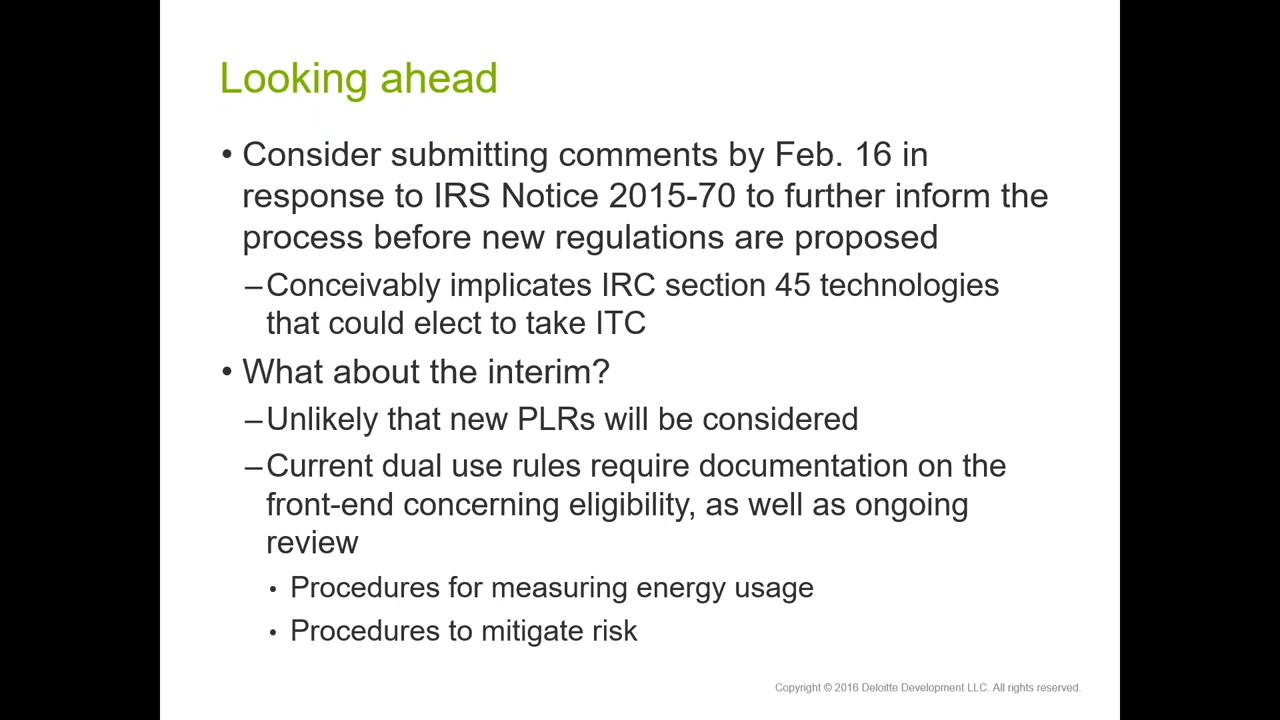 Looking ahead
• Consider submitting comments by Feb. 16 in
response to IRS Notice 2015-70 to further inform the
process before new regulations are proposed
–Conceivably implicates IRC section 45 technologies
that could elect to take ITC
• What about the interim?
–Unlikely that new PLRs will be considered
–Current dual use rules require documentation on the
front-end concerning eligibility, as well as ongoing
review
• Procedures for measuring energy usage
• Procedures to mitigate risk
Copyright © 2016 Deloitte Development LLC. All rights reserved.